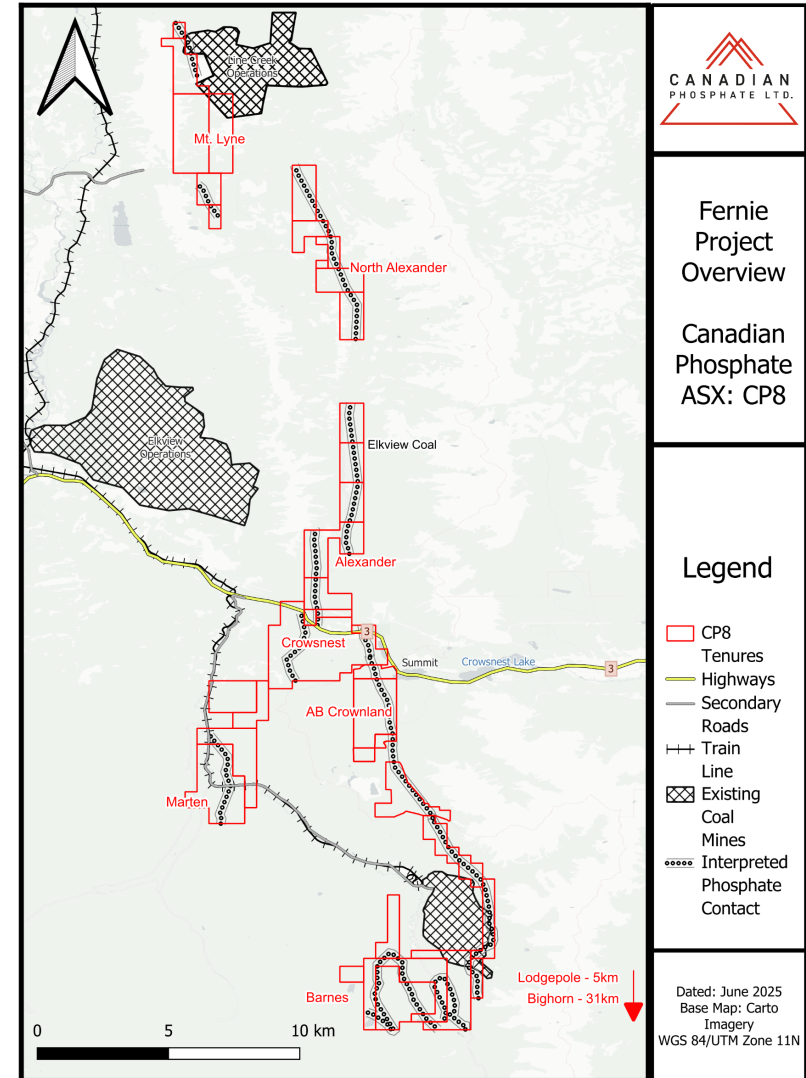 Line Creek
Operations
Mt. Lyne
North Alexander
Elkview Coal
Elkview
Operations
Alexander
Crowsnest
3
Summit
Crowsnest Lake
3
AB Crownland
Marten
Barnes
Lodgepole - 5km
Bighorn - 31km
0 5 10 km
CANADIAN
PHOSPHATE LTD.
Fernie
Project
Overview
Canadian
Phosphate
ASX: CP8
Legend
CP8
Tenures
Highways
Secondary
Roads
Train
Line
Existing
Coal
Mines
Interpreted
Phosphate
Contact
Dated: June 2025
Base Map: Carto
Imagery
WGS 84/UTM Zone 11N